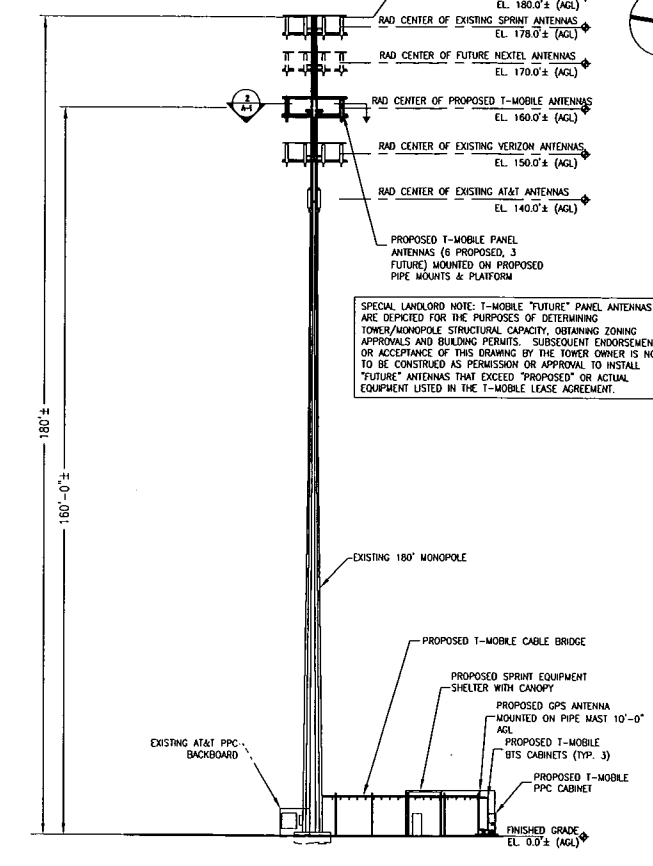 EL. 180.0'± (AGL)
RAD CENTER OF EXISTING SPRINT ANTENNAS
EL. 178.0'± (AGL)
RAD CENTER OF FUTURE NEXTEL ANTENNAS
EL. 170.0'± (AGL)
2
A-1
RAD CENTER OF PROPOSED T-MOBILE ANTENNAS
EL. 160.0'± (AGL)
RAD CENTER OF EXISTING VERIZON ANTENNAS
EL. 150.0'± (AGL)
RAD CENTER OF EXISTING AT&T ANTENNAS
EL. 140.0'± (AGL)
PROPOSED T-MOBILE PANEL
ANTENNAS (6 PROPOSED, 3
FUTURE) MOUNTED ON PROPOSED
PIPE MOUNTS & PLATFORM
SPECIAL LANDLORD NOTE: T-MOBILE "FUTURE" PANEL ANTENNAS
ARE DEPICTED FOR THE PURPOSES OF DETERMINING
TOWER/MONOPOLE STRUCTURAL CAPACITY, OBTAINING ZONING
APPROVALS AND BUILDING PERMITS. SUBSEQUENT ENDORSEMEN
OR ACCEPTANCE OF THIS DRAWING BY THE TOWER OWNER IS NO
TO BE CONSTRUED AS PERMISSION OR APPROVAL TO INSTALL
"FUTURE" ANTENNAS THAT EXCEED "PROPOSED" OR ACTUAL
EQUIPMENT LISTED IN THE T-MOBILE LEASE AGREEMENT.
180'±
160'-0"±
EXISTING 180' MONOPOLE
PROPOSED T-MOBILE CABLE BRIDGE
PROPOSED SPRINT EQUIPMENT
SHELTER WITH CANOPY
PROPOSED GPS ANTENNA
MOUNTED ON PIPE MAST 10'-0"
AGL
PROPOSED T-MOBILE
BTS CABINETS (TYP. 3)
EXISTING AT&T PPC
BACKBOARD
PROPOSED T-MOBILE
PPC CABINET
FINISHED GRADE
EL. 0.0'± (AGL)